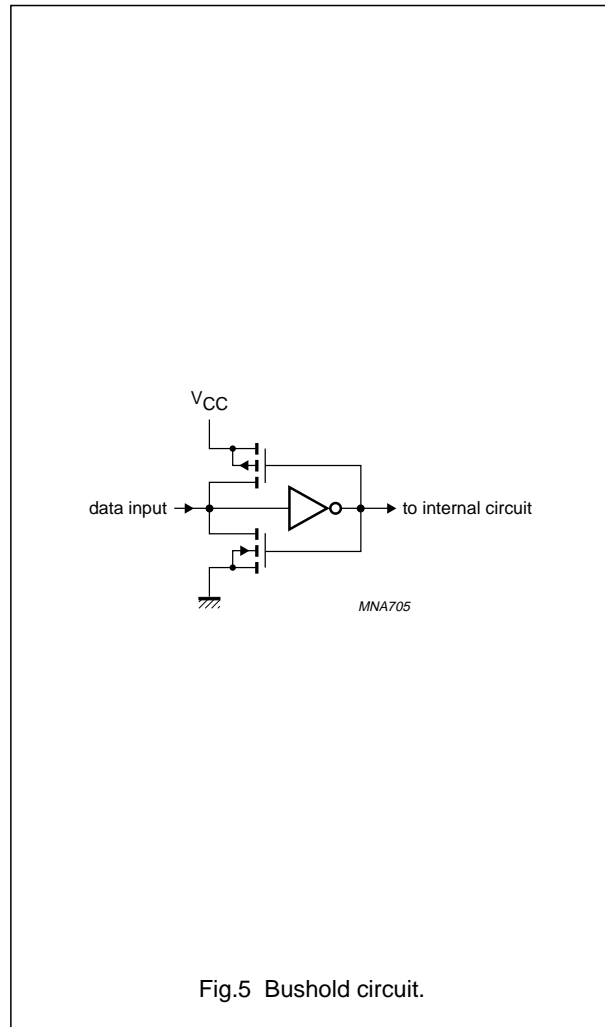 VCC
data input
to internal circuit
MNA705
Fig.5 Bushold circuit.